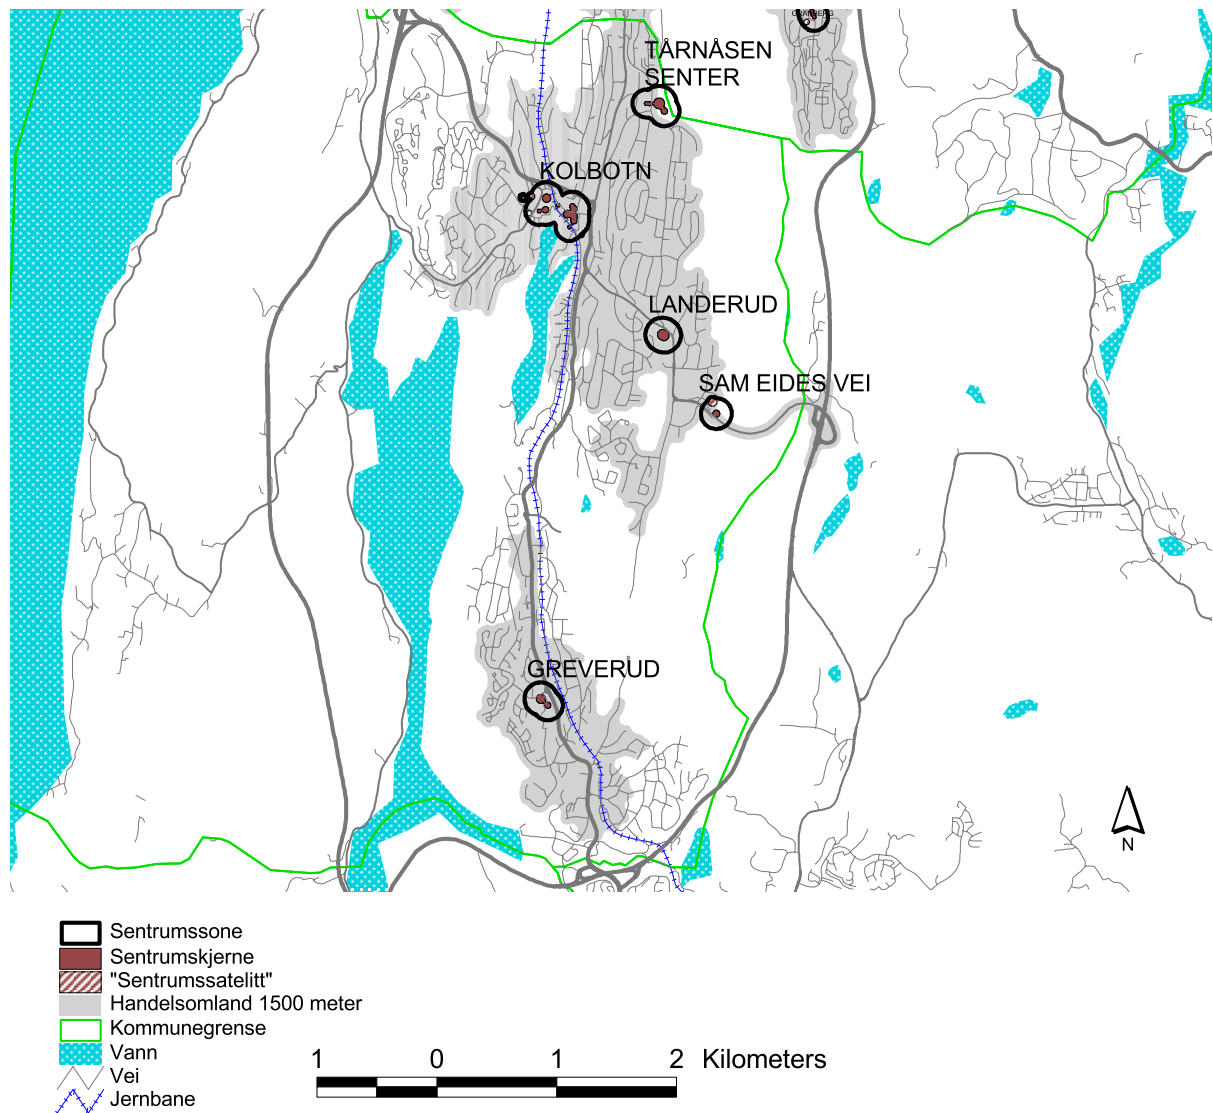 TÅRNÅSEN
SENTER
KOLBOTN
LANDERUD
SAM EIDES VEI
GREVERUD
N
Sentrumssone
Sentrumskjerne
"Sentrumssatelitt"
Handelsomland 1500 meter
Kommunegrense
Vann
Vei
Jernbane
1 0 1 2 Kilometers